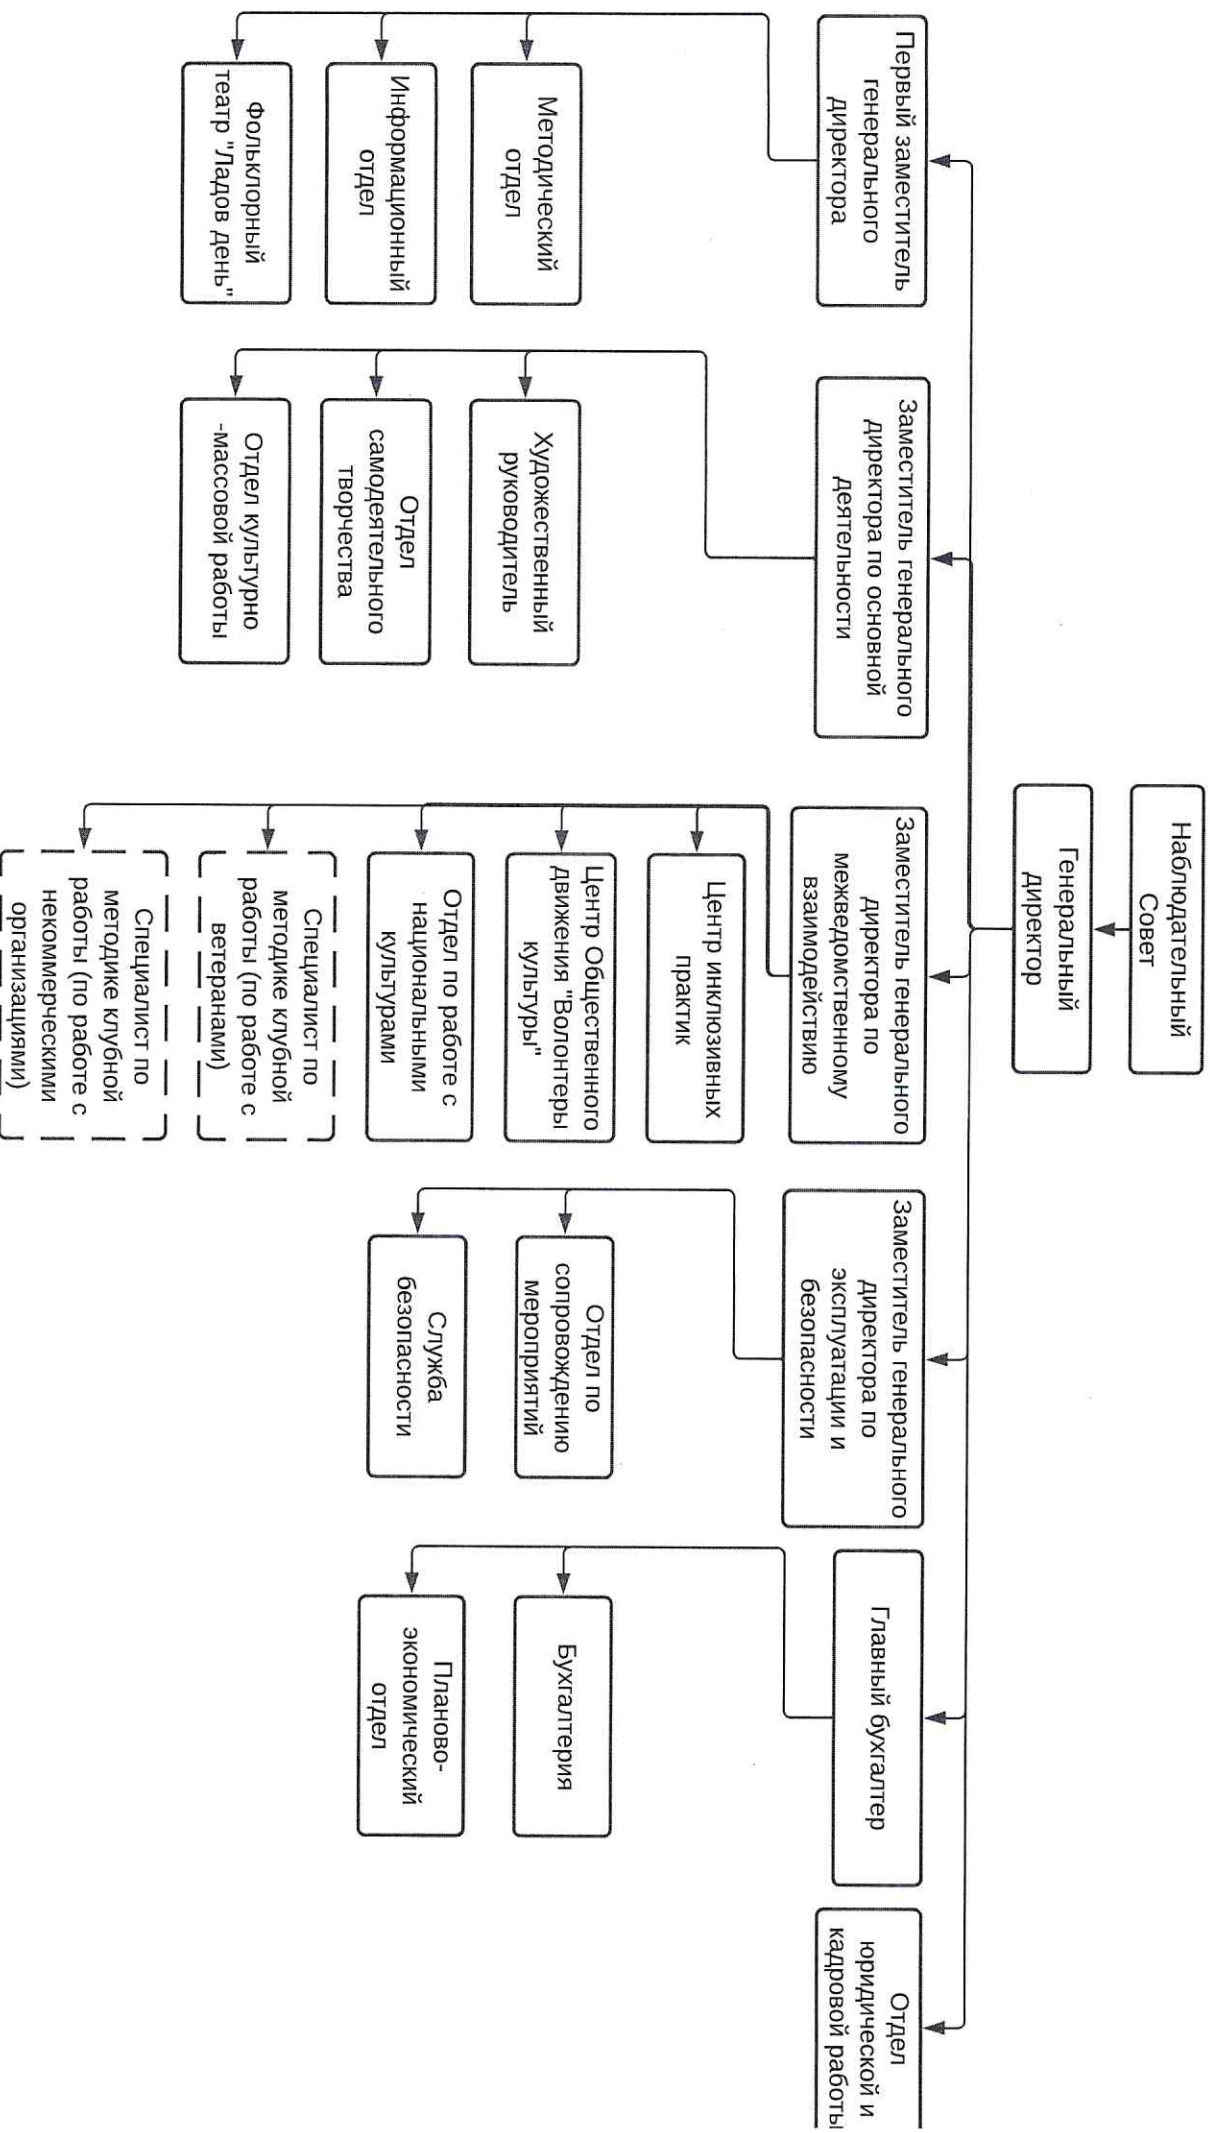 Наблюдательный
Совет
Генеральный
директор
Первый заместитель
генерального
директора
Методический
отдел
Информационный
отдел
Фольклорный
театр "Ладов день"
Заместитель генерального
директора по основной
деятельности
Художественный
руководитель
Отдел
самодеятельного
творчества
Отдел культурно
-массовой работы
Заместитель генерального
директора по
межведомственному
взаимодействию
Центр инклюзивных
практик
Центр Общественного
движения "Волонтеры
культуры"
Отдел по работе с
национальными
культурами
Специалист по
методике клубной
работы (по работе с
ветеранами)
Специалист по
методике клубной
работы (по работе с
некоммерческими
организациями)
Заместитель генерального
директора по
эксплуатации и
безопасности
Отдел по
сопровождению
мероприятий
Служба
безопасности
Главный бухгалтер
Бухгалтерия
Планово-
экономический
отдел
Отдел
юридической и
кадровой работы